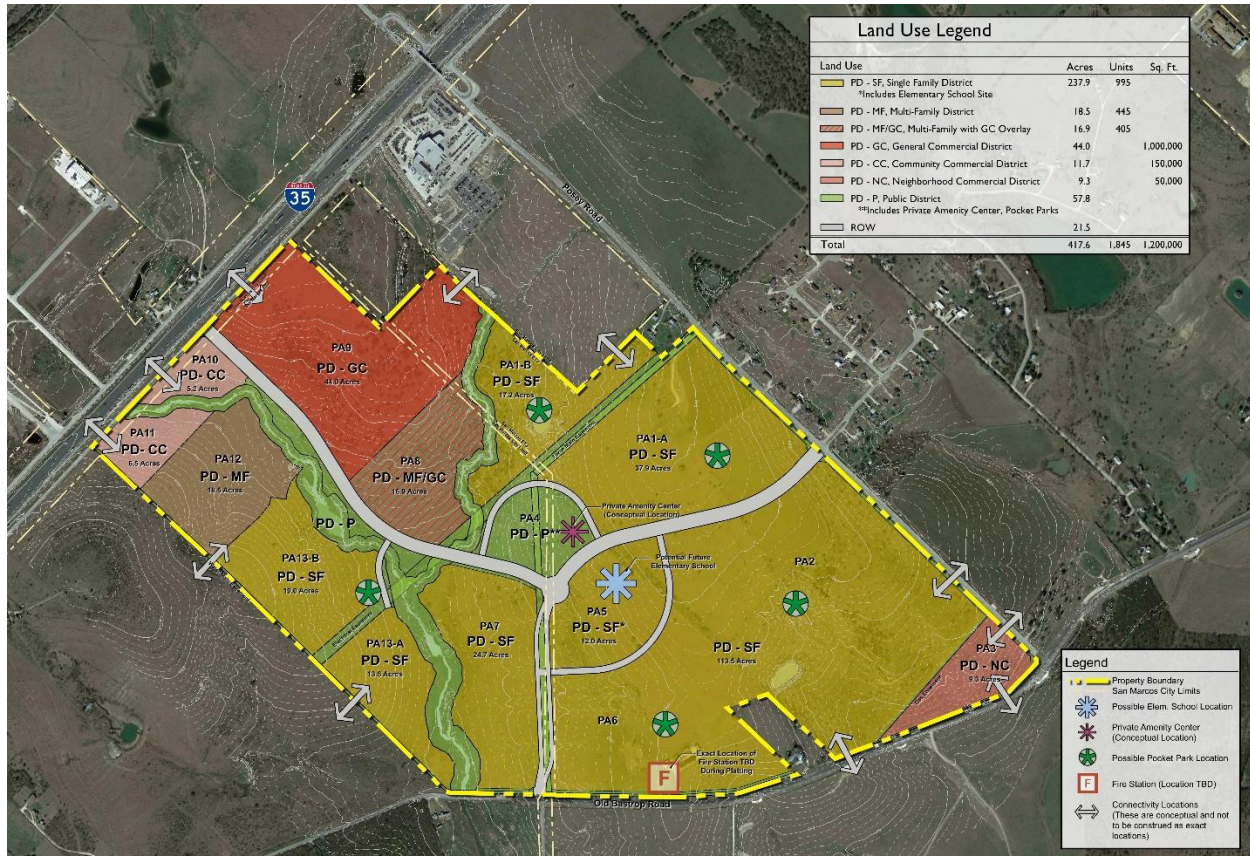 Land Use Legend
Land Use Acres Units Sq. Ft.
PD - SF, Single Family District 237.9 995
*Includes Elementary School Site
PD - MF, Multi-Family District 18.5 445
PD - MF/GC, Multi-Family with GC Overlay 16.9 405
PD - GC, General Commercial District 44.0 1,000,000
PD - CC, Community Commercial District 11.7 150,000
PD - NC, Neighborhood Commercial District 9.3 50,000
PD - P, Public District 57.8
**Includes Private Amenity Center, Pocket Parks
ROW 21.5
Total 417.6 1,845 1,200,000
35
Posey Road
PA9
PD - GC
44.0 Acres
PA10
PD- CC
5.2 Acres
PA11
PD- CC
6.5 Acres
PA12
PD - MF
18.5 Acres
PA8
PD - MF/GC
16.9 Acres
PA1-B
PD - SF
17.2 Acres
PA1-A
PD - SF
37.9 Acres
PD - P
PA4
PD - P**
Private Amenity Center
(Conceptual Location)
PA13-B
PD - SF
19.0 Acres
PA13-A
PD - SF
13.6 Acres
PA7
PD - SF
24.7 Acres
Potential Future
Elementary School
PA5
PD - SF*
12.0 Acres
PA2
PD - SF
113.5 Acres
PA6
PA3
PD - NC
9.3 Acres
Exact Location of
Fire Station TBD
During Platting
F
Old Bastrop Road
Legend
Property Boundary
San Marcos City Limits
Possible Elem. School Location
Private Amenity Center
(Conceptual Location)
Possible Pocket Park Location
F
Fire Station (Location TBD)
Connectivity Locations
(These are conceptual and not
to be construed as exact
locations)